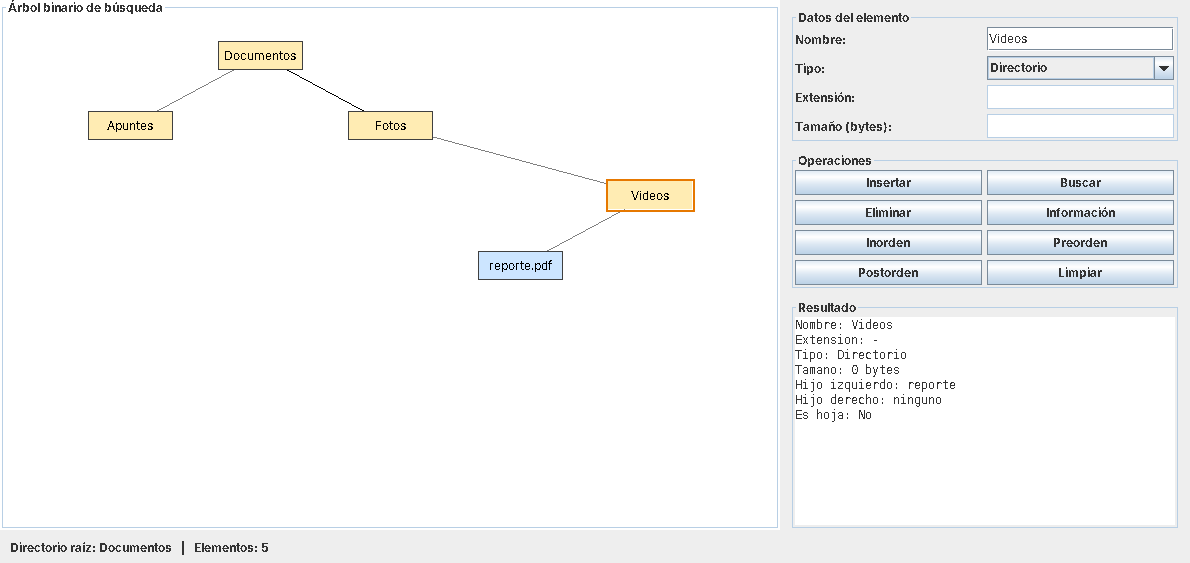 Árbol binario de búsqueda
Documentos
Apuntes
Fotos
Videos
reporte.pdf
Datos del elemento
Nombre: Videos
Tipo: Directorio
Extensión:
Tamaño (bytes):
Operaciones
Insertar Buscar
Eliminar Información
Inorden Preorden
Postorden Limpiar
Resultado
Nombre: Videos
Extension: -
Tipo: Directorio
Tamano: 0 bytes
Hijo izquierdo: reporte
Hijo derecho: ninguno
Es hoja: No
Directorio raíz: Documentos | Elementos: 5